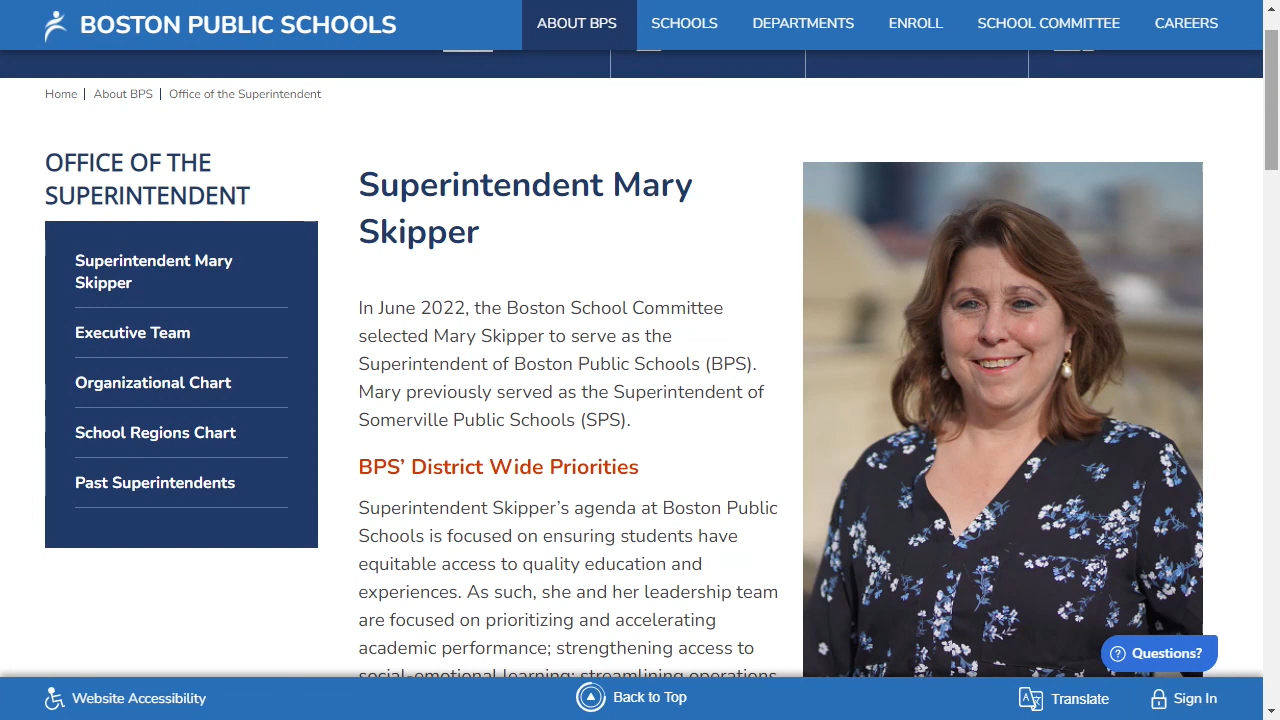 BOSTON PUBLIC SCHOOLS
ABOUT BPS
SCHOOLS
DEPARTMENTS
ENROLL
SCHOOL COMMITTEE
CAREERS
Home
About BPS
Office of the Superintendent
OFFICE OF THE
SUPERINTENDENT
Superintendent Mary
Skipper
Executive Team
Organizational Chart
School Regions Chart
Past Superintendents
Superintendent Mary
Skipper
In June 2022, the Boston School Committee
selected Mary Skipper to serve as the
Superintendent of Boston Public Schools (BPS).
Mary previously served as the Superintendent of
Somerville Public Schools (SPS).
BPS’ District Wide Priorities
Superintendent Skipper’s agenda at Boston Public
Schools is focused on ensuring students have
equitable access to quality education and
experiences. As such, she and her leadership team
are focused on prioritizing and accelerating
academic performance; strengthening access to
social-emotional learning; streamlining operations
Questions?
Website Accessibility
Back to Top
Translate
Sign In